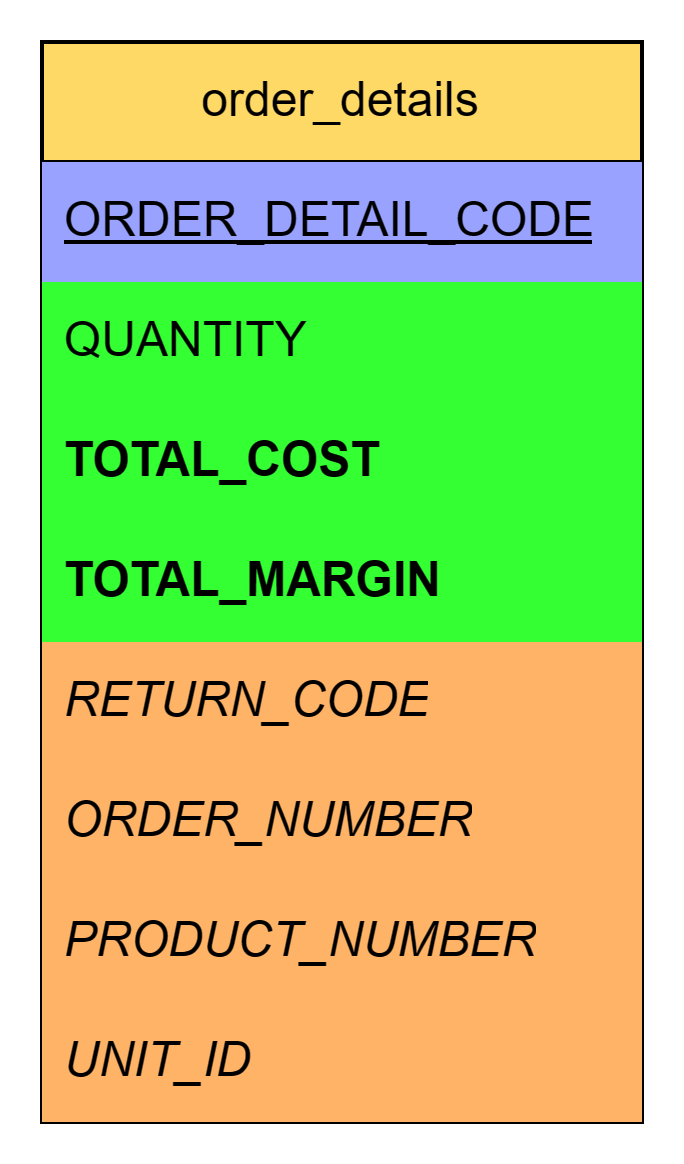 order_details
ORDER_DETAIL_CODE
QUANTITY
TOTAL_COST
TOTAL_MARGIN
RETURN_CODE
ORDER_NUMBER
PRODUCT_NUMBER
UNIT_ID